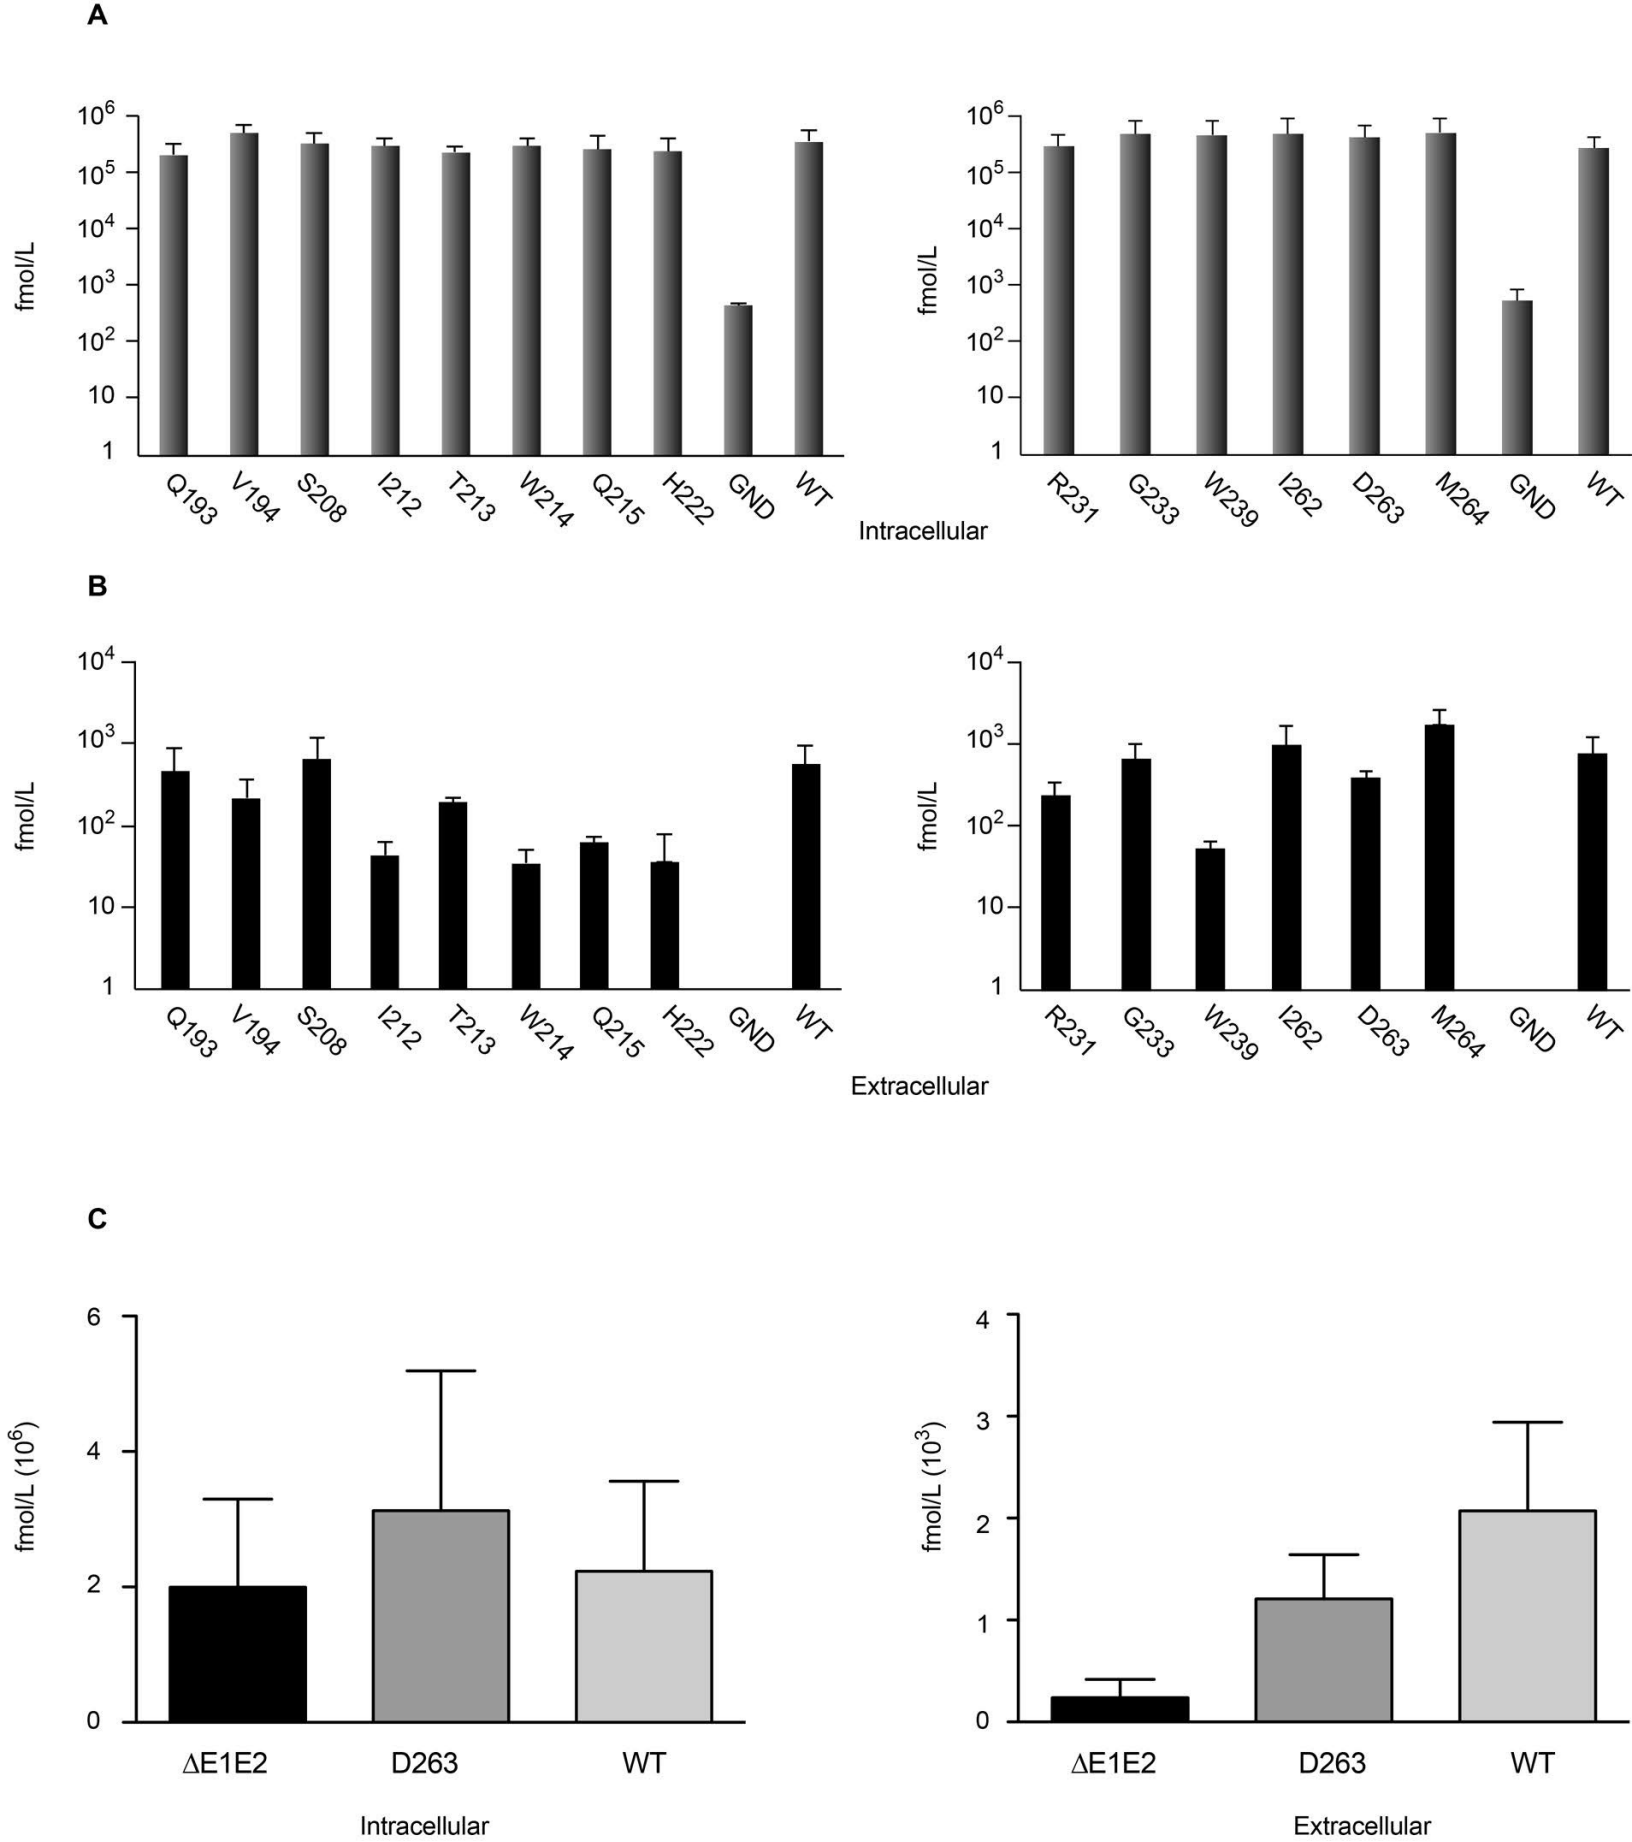 A
10⁶
10⁵
10⁴
10³
10²
10
1
fmol/L
Q193 V194 S208 I212 T213 W214 Q215 H222 GND WT
10⁶
10⁵
10⁴
10³
10²
10
1
fmol/L
R231 G233 W239 I262 D263 M264 GND WT
Intracellular
B
10⁴
10³
10²
10
1
fmol/L
Q193 V194 S208 I212 T213 W214 Q215 H222 GND WT
10⁴
10³
10²
10
1
fmol/L
R231 G233 W239 I262 D263 M264 GND WT
Extracellular
C
6
4
2
0
fmol/L (10⁶)
ΔE1E2 D263 WT
Intracellular
4
3
2
1
0
fmol/L (10³)
ΔE1E2 D263 WT
Extracellular